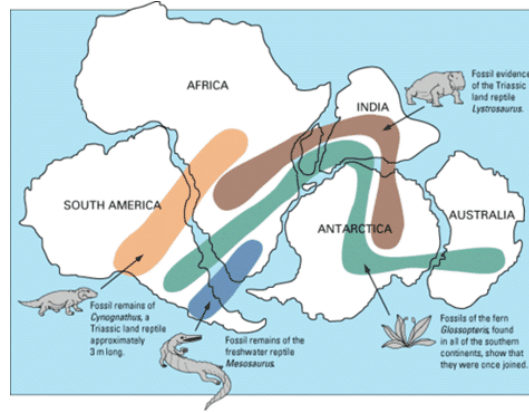 AFRICA
INDIA
Fossil evidence
of the Triassic
land reptile
Lystrosaurus.
SOUTH AMERICA
ANTARCTICA
AUSTRALIA
Fossil remains of
Cynognathus, a
Triassic land reptile
approximately
3 m long.
Fossil remains of the
freshwater reptile
Mesosaurus.
Fossils of the fern
Glossopteris, found
in all of the southern
continents, show that
they were once joined.